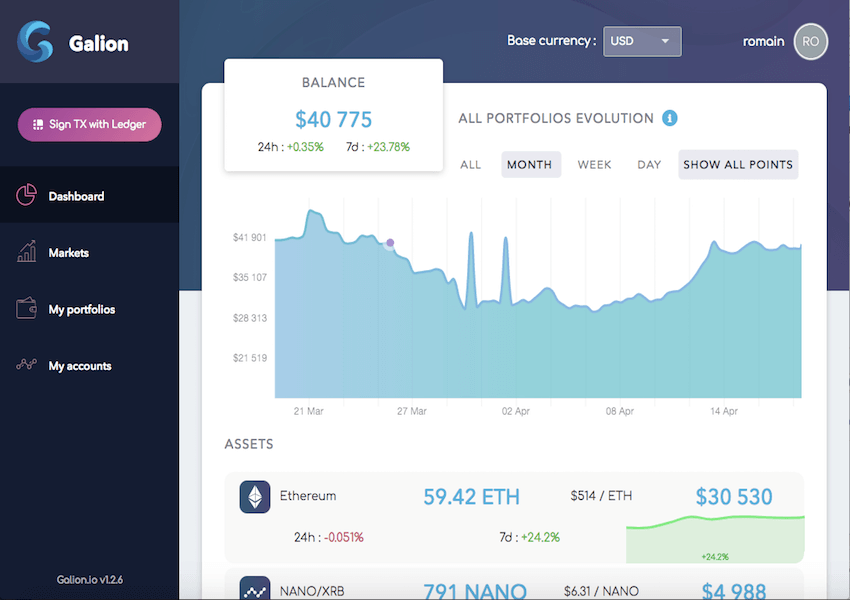 Galion
Base currency : USD
romain RO
Sign TX with Ledger
Dashboard
Markets
My portfolios
My accounts
Galion.io v1.2.6
BALANCE
$40 775
24h : +0.35% 7d : +23.78%
ALL PORTFOLIOS EVOLUTION i
ALL MONTH WEEK DAY SHOW ALL POINTS
$41 901
$35 107
$28 313
$21 519
21 Mar 27 Mar 02 Apr 08 Apr 14 Apr
ASSETS
Ethereum 59.42 ETH $514 / ETH $30 530
24h : -0.051% 7d : +24.2%
+24.2%
NANO/XRB 791 NANO $6.31 / NANO $4 988